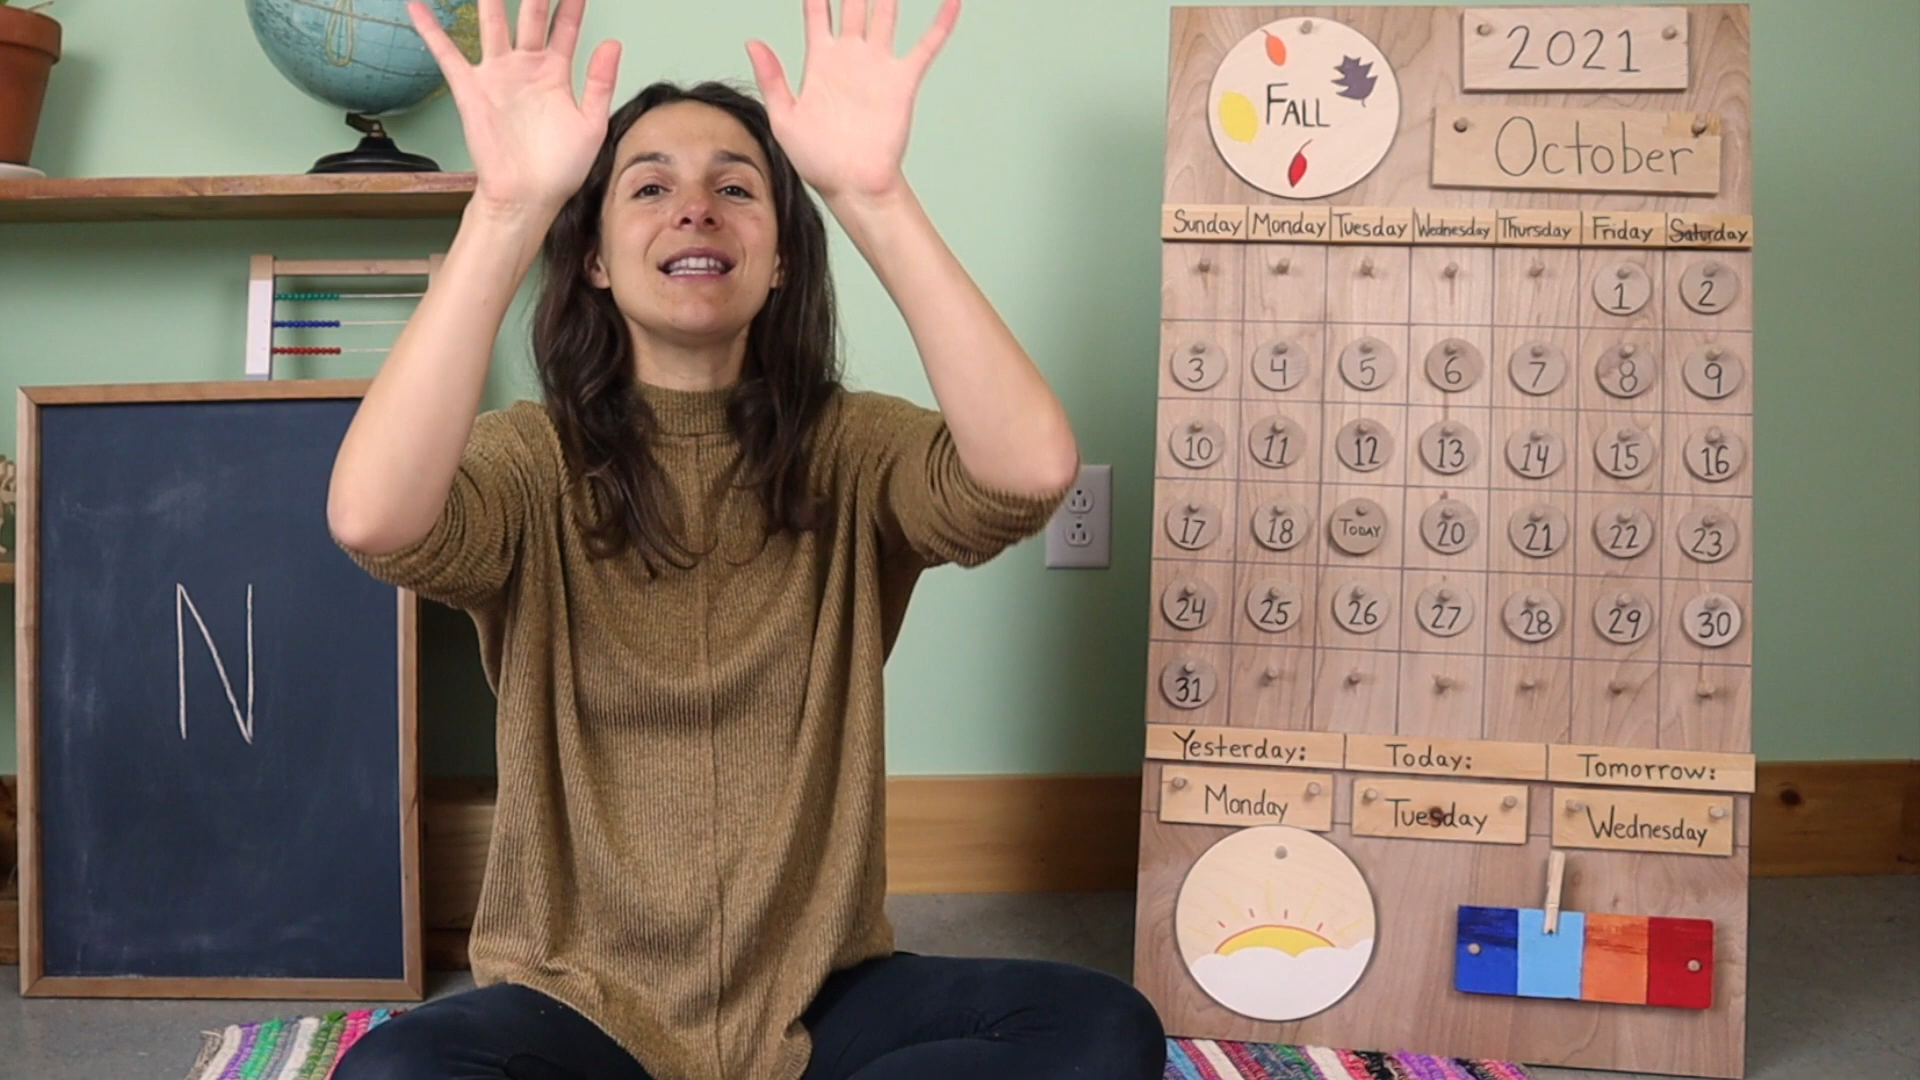 N
FALL
2021
October
Sunday Monday Tuesday Wednesday Thursday Friday Saturday
1 2
3 4 5 6 7 8 9
10 11 12 13 14 15 16
17 18 TODAY 20 21 22 23
24 25 26 27 28 29 30
31
Yesterday: Today: Tomorrow:
Monday Tuesday Wednesday